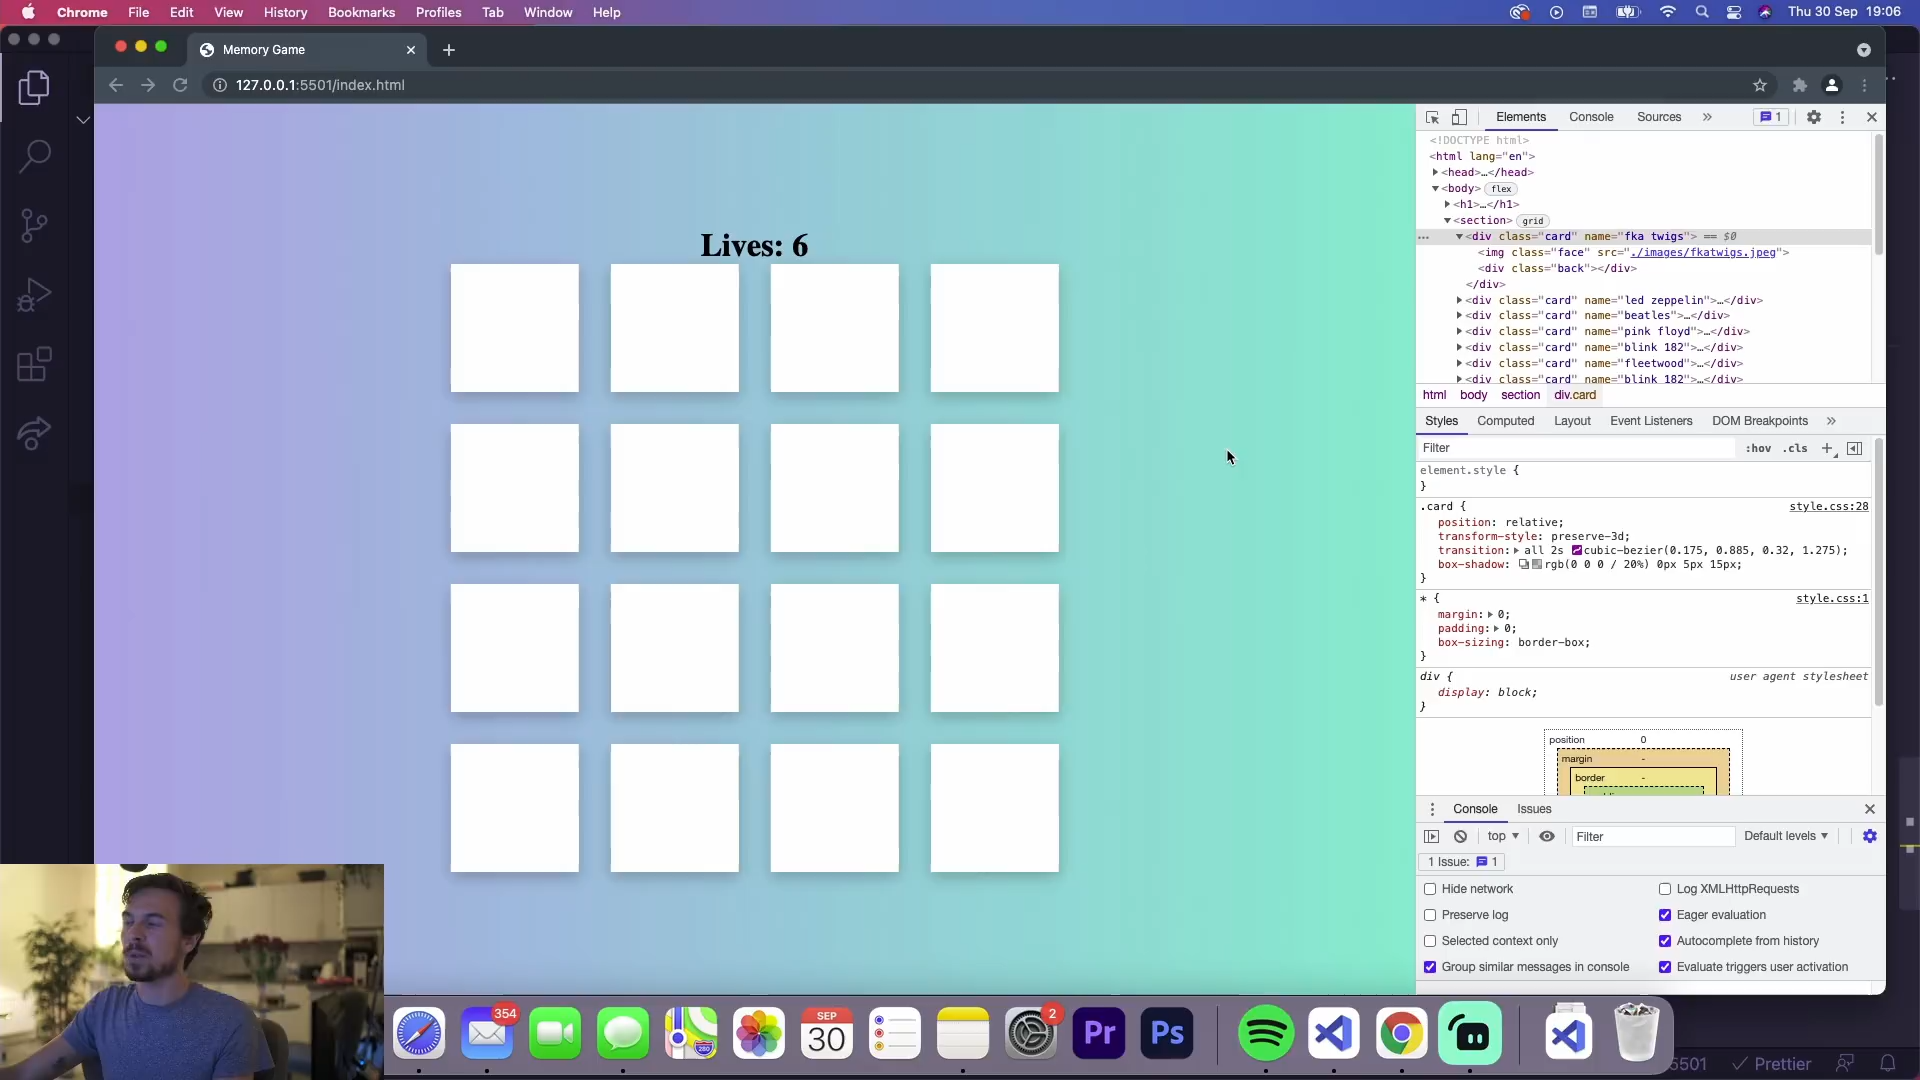 Chrome File Edit View History Bookmarks Profiles Tab Window Help
Thu 30 Sep 19:06
Memory Game
127.0.0.1:5501/index.html
Lives: 6
Elements Console Sources » 1
<!DOCTYPE html>
<html lang="en">
<head>…</head>
<body> flex
<h1>…</h1>
<section> grid
… <div class="card" name="fka twigs"> == $0
<img class="face" src="./images/fkatwigs.jpeg">
<div class="back"></div>
</div>
<div class="card" name="led zeppelin">…</div>
<div class="card" name="beatles">…</div>
<div class="card" name="pink floyd">…</div>
<div class="card" name="blink 182">…</div>
<div class="card" name="fleetwood">…</div>
<div class="card" name="blink 182">…</div>
html body section div.card
Styles Computed Layout Event Listeners DOM Breakpoints »
Filter :hov .cls +
element.style {
}
.card { style.css:28
position: relative;
transform-style: preserve-3d;
transition: all 2s cubic-bezier(0.175, 0.885, 0.32, 1.275);
box-shadow: rgb(0 0 0 / 20%) 0px 5px 15px;
}
* { style.css:1
margin: 0;
padding: 0;
box-sizing: border-box;
}
div { user agent stylesheet
display: block;
}
position 0
margin -
border -
Console Issues
top Filter Default levels
1 Issue: 1
Hide network Log XMLHttpRequests
Preserve log Eager evaluation
Selected context only Autocomplete from history
Group similar messages in console Evaluate triggers user activation
354
SEP
30
280
2
Pr
Ps
5501 Prettier